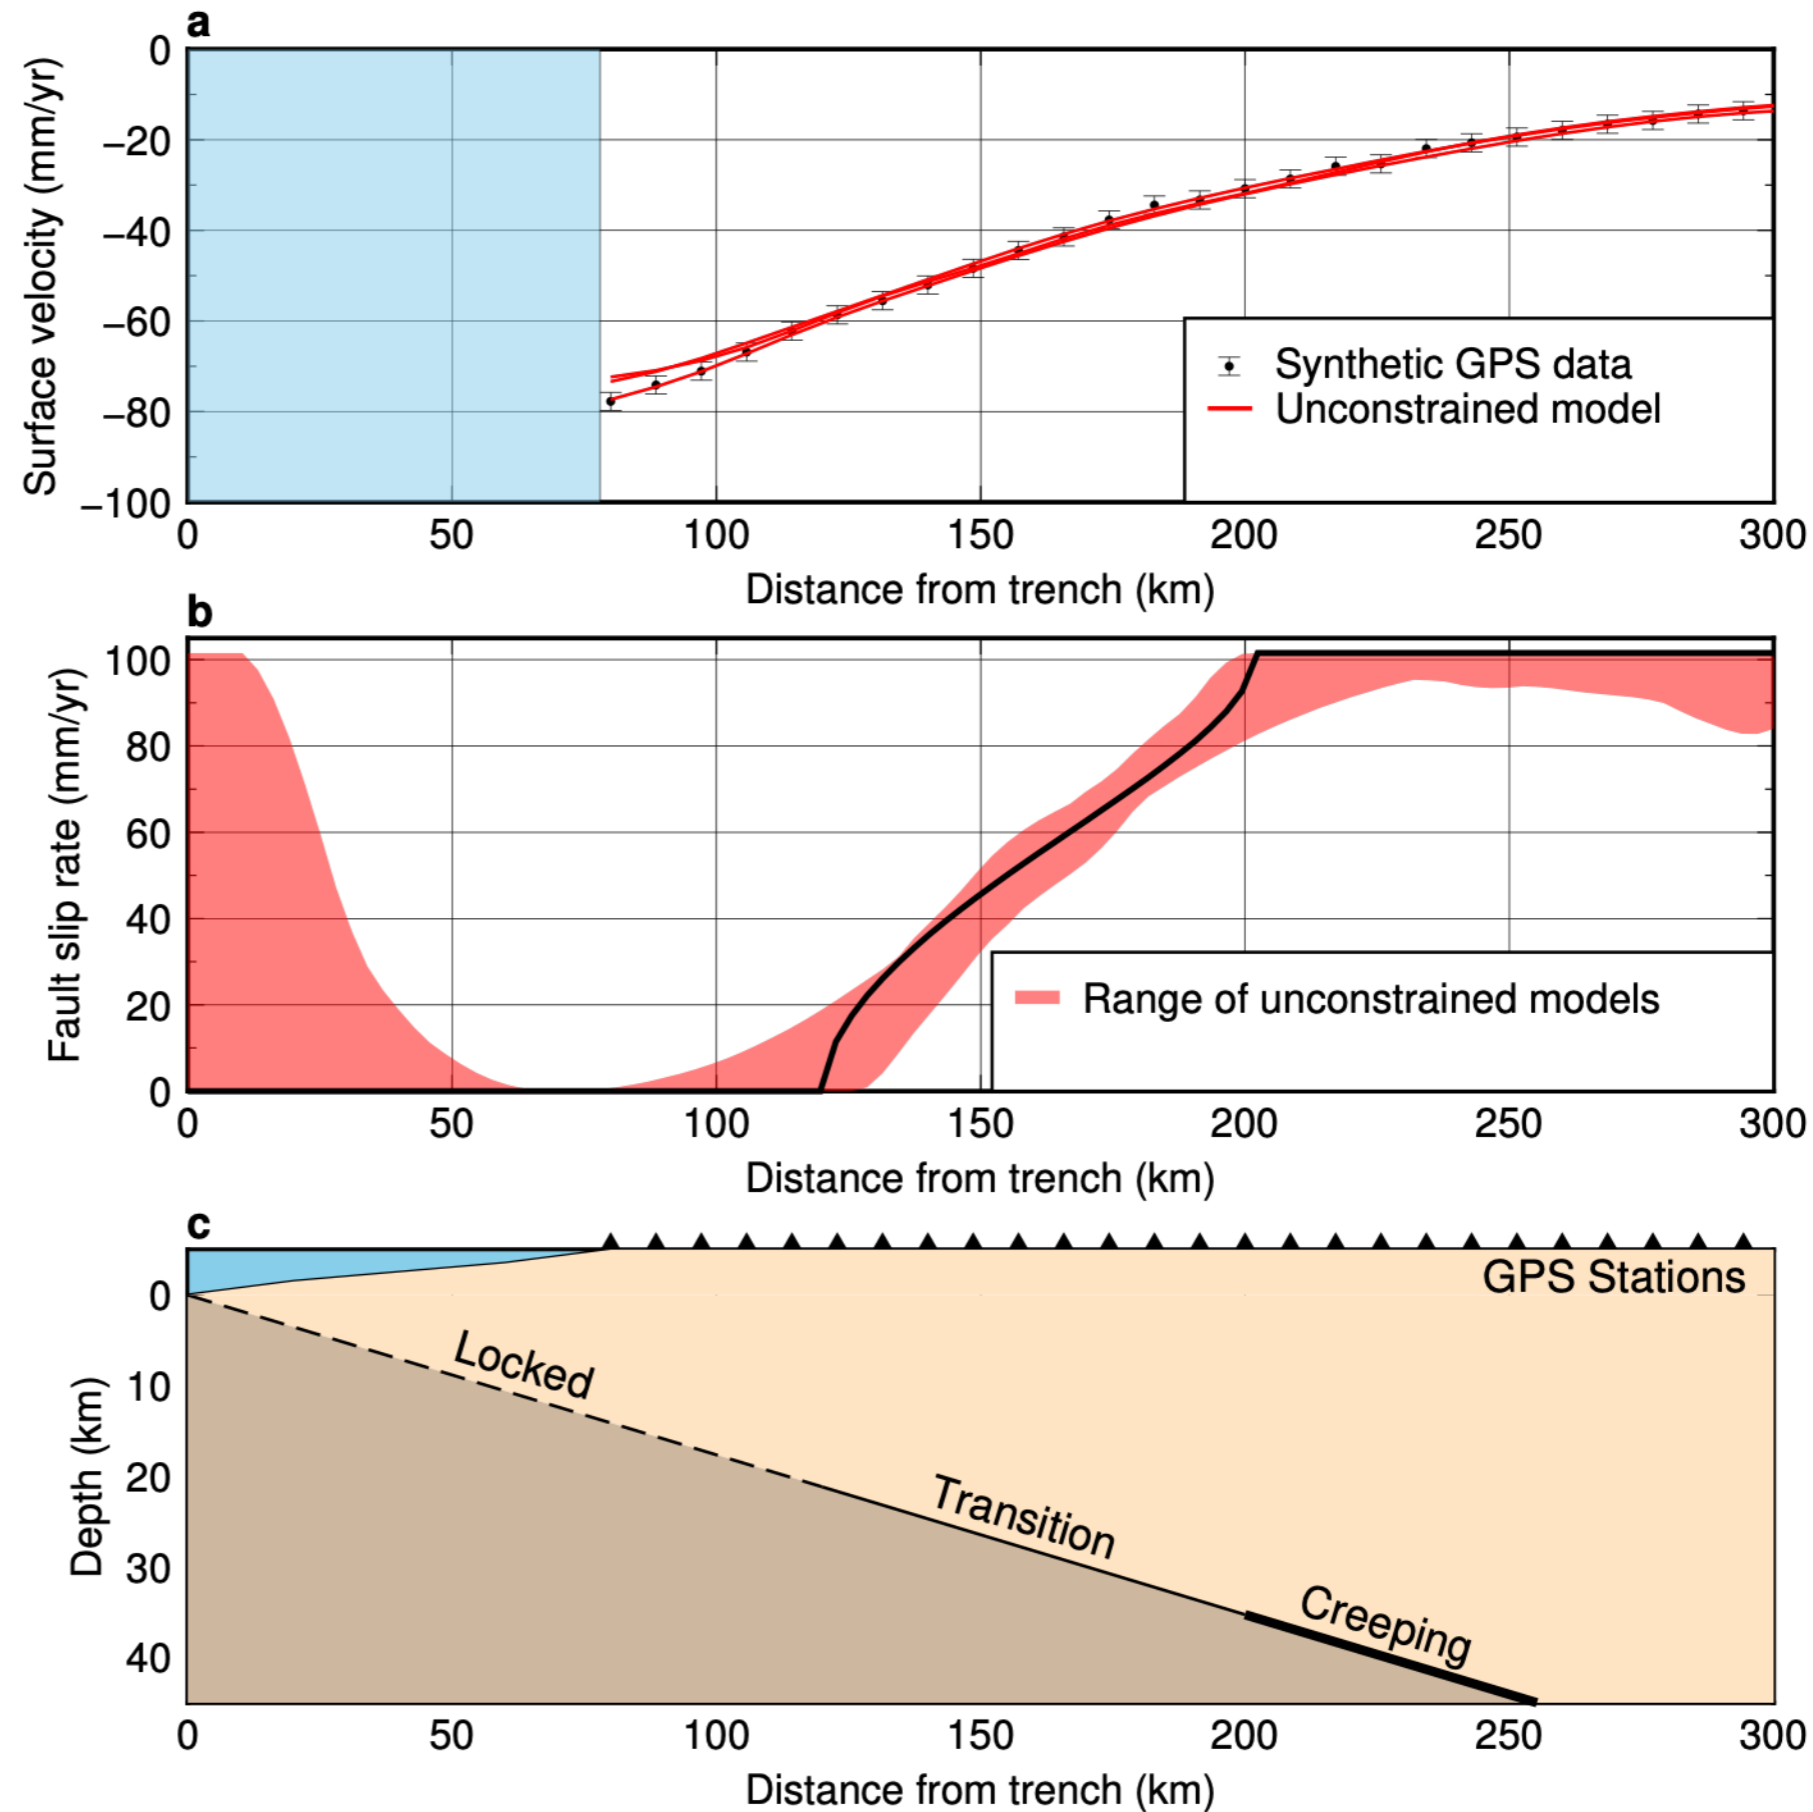 a
Surface velocity (mm/yr)
0
−20
−40
−60
−80
−100
Synthetic GPS data
Unconstrained model
0 50 100 150 200 250 300
Distance from trench (km)
b
Fault slip rate (mm/yr)
100
80
60
40
20
0
Range of unconstrained models
0 50 100 150 200 250 300
Distance from trench (km)
c
GPS Stations
Depth (km)
0
10
20
30
40
Locked
Transition
Creeping
0 50 100 150 200 250 300
Distance from trench (km)